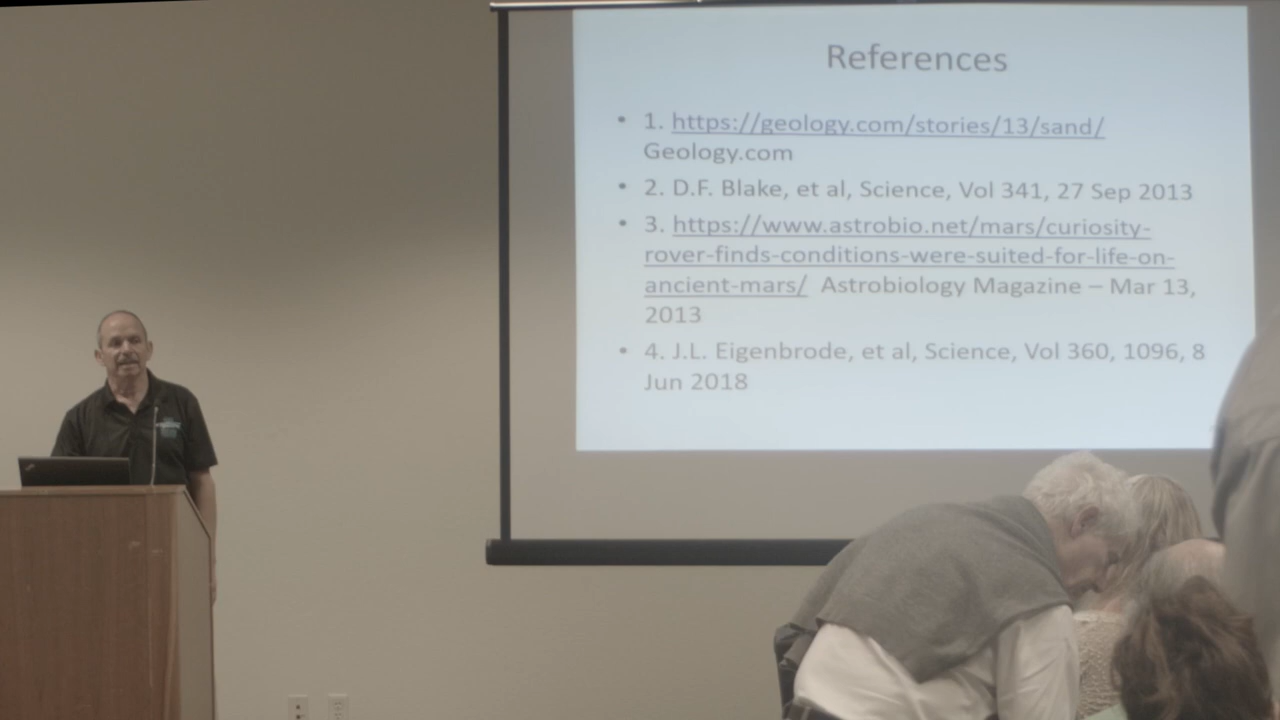 References
• 1. https://geology.com/stories/13/sand/
Geology.com
• 2. D.F. Blake, et al, Science, Vol 341, 27 Sep 2013
• 3. https://www.astrobio.net/mars/curiosity-
rover-finds-conditions-were-suited-for-life-on-
ancient-mars/ Astrobiology Magazine – Mar 13,
2013
• 4. J.L. Eigenbrode, et al, Science, Vol 360, 1096, 8
Jun 2018